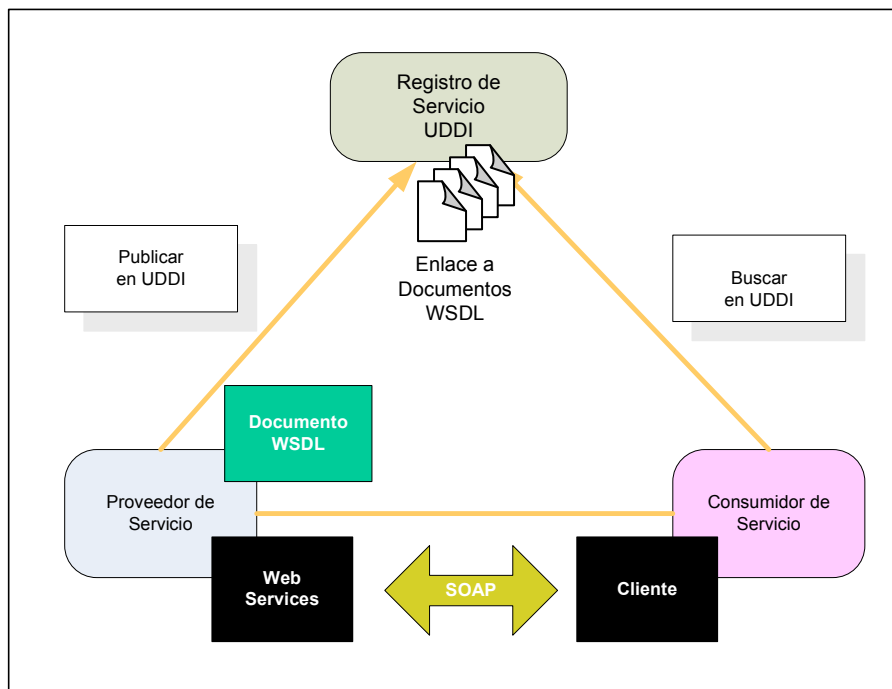 Registro de
Servicio
UDDI
Publicar
en UDDI
Enlace a
Documentos
WSDL
Buscar
en UDDI
Documento
WSDL
Proveedor de
Servicio
Consumidor de
Servicio
Web
Services
SOAP
Cliente